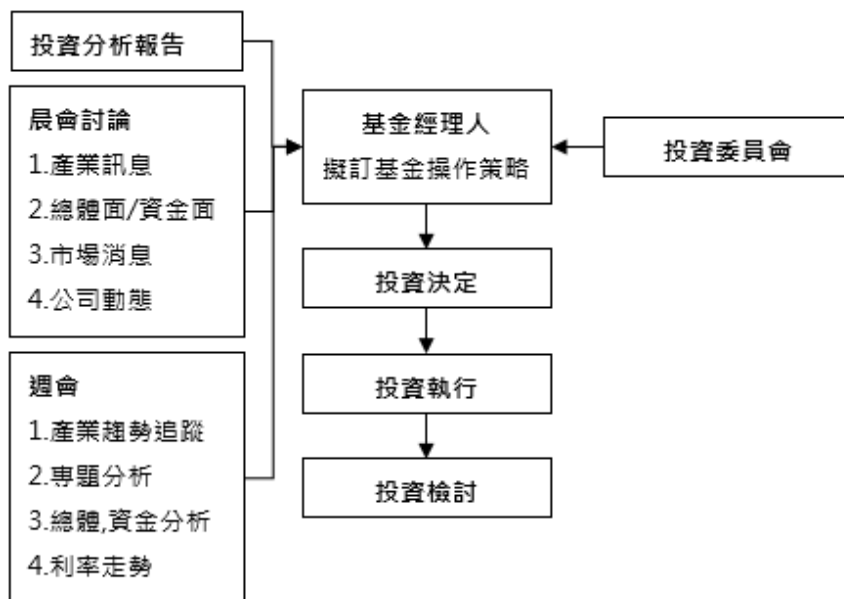 投資分析報告
晨會討論
1.產業訊息
2.總體面/資金面
3.市場消息
4.公司動態
週會
1.產業趨勢追蹤
2.專題分析
3.總體,資金分析
4.利率走勢
基金經理人
擬訂基金操作策略
投資決定
投資執行
投資檢討
投資委員會